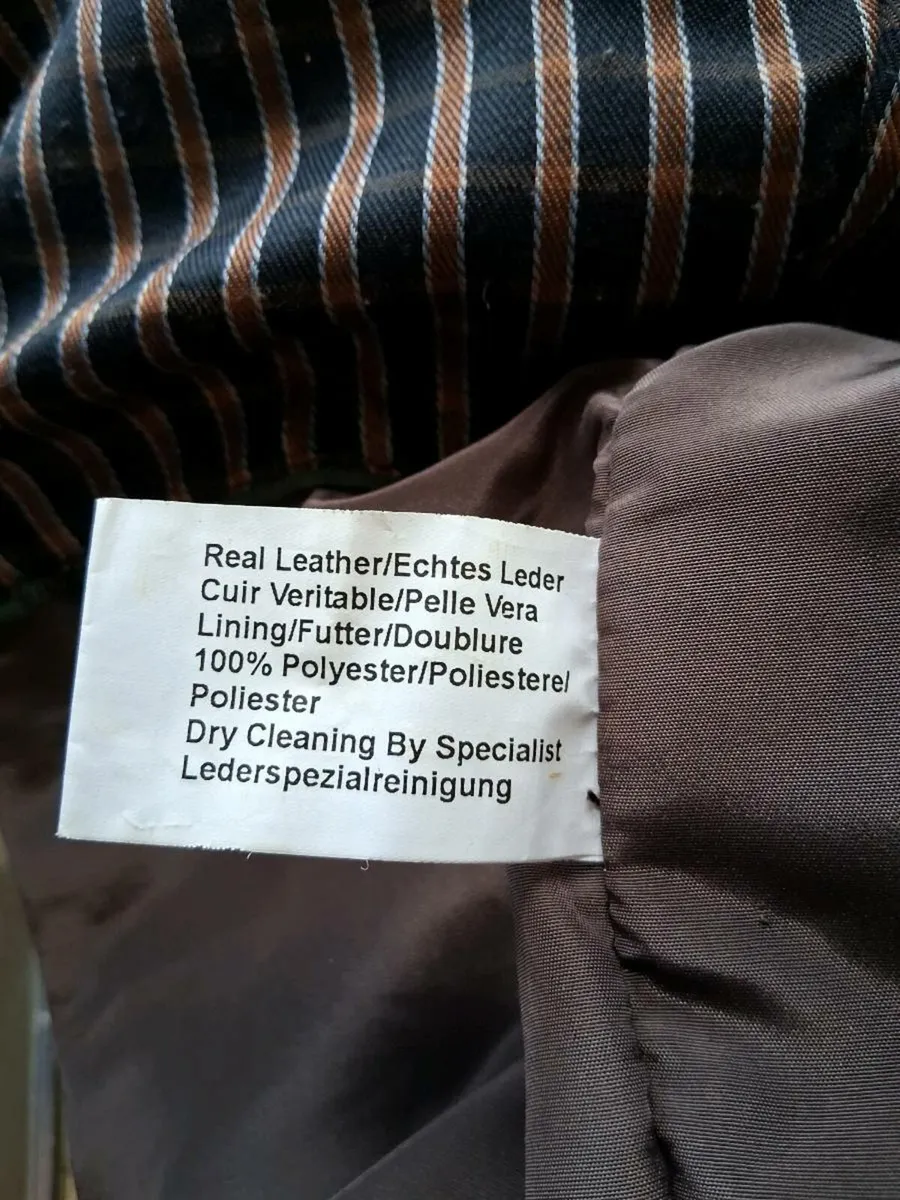 Real Leather/Echtes Leder
Cuir Veritable/Pelle Vera
Lining/Futter/Doublure
100% Polyester/Poliestere/
Poliester
Dry Cleaning By Specialist
Lederspezialreinigung